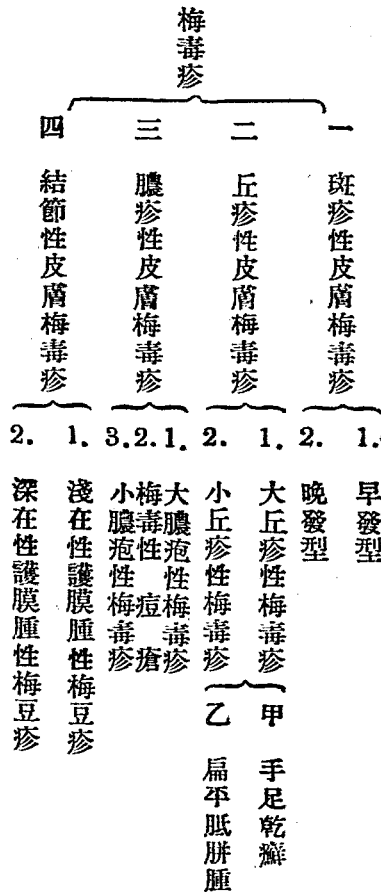 梅毒疹
一 斑疹性皮膚梅毒疹
1. 早發型
2. 晚發型
二 丘疹性皮膚梅毒疹
1. 大丘疹性梅毒疹
甲 手足乾癬
乙 扁平胝胼腫
2. 小丘疹性梅毒疹
三 膿疹性皮膚梅毒疹
1. 大膿疱性梅毒疹
2. 梅毒性痘瘡
3. 小膿疱性梅毒疹
四 結節性皮膚梅毒疹
1. 淺在性護膜腫性梅豆疹
2. 深在性護膜腫性梅豆疹